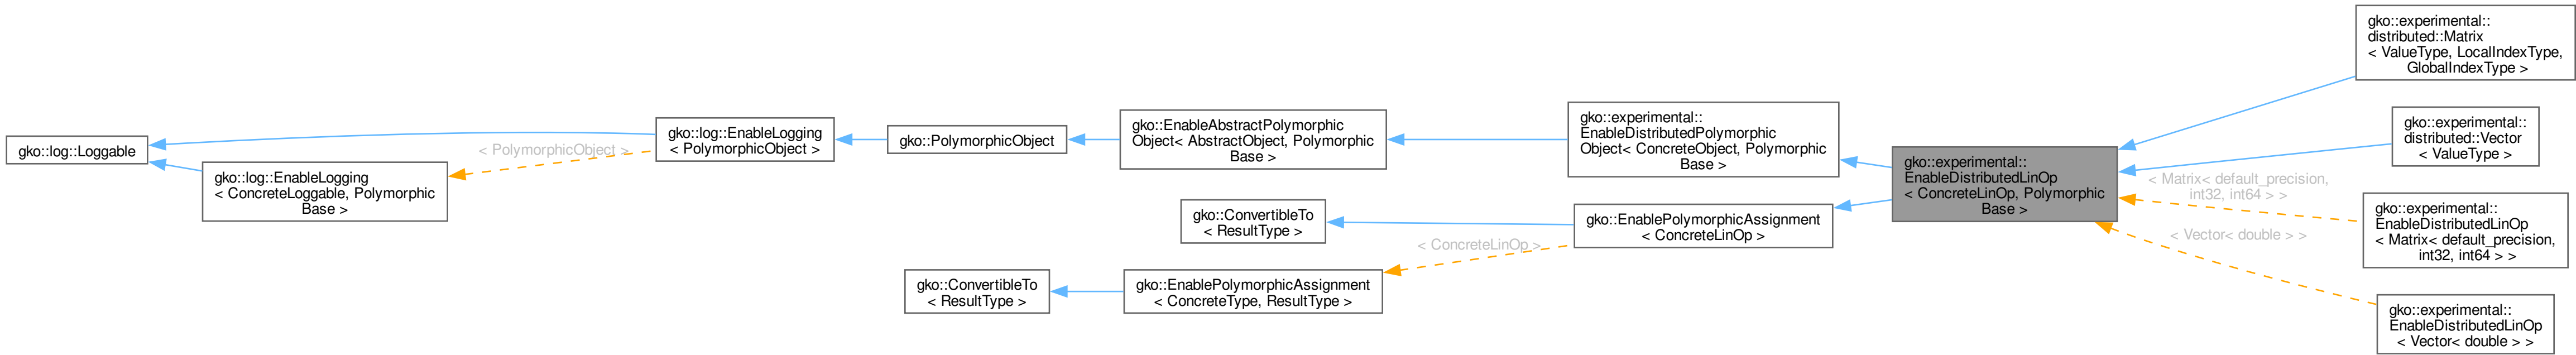 gko::log::Loggable
gko::log::EnableLogging
< ConcreteLoggable, Polymorphic
Base >
< PolymorphicObject >
gko::log::EnableLogging
< PolymorphicObject >
gko::PolymorphicObject
gko::EnableAbstractPolymorphic
Object< AbstractObject, Polymorphic
Base >
gko::ConvertibleTo
< ResultType >
gko::ConvertibleTo
< ResultType >
gko::EnablePolymorphicAssignment
< ConcreteType, ResultType >
< ConcreteLinOp >
gko::experimental::
EnableDistributedPolymorphic
Object< ConcreteObject, Polymorphic
Base >
gko::EnablePolymorphicAssignment
< ConcreteLinOp >
gko::experimental::
EnableDistributedLinOp
< ConcreteLinOp, Polymorphic
Base >
< Matrix< default_precision,
int32, int64 > >
< Vector< double > >
gko::experimental::
distributed::Matrix
< ValueType, LocalIndexType,
GlobalIndexType >
gko::experimental::
distributed::Vector
< ValueType >
gko::experimental::
EnableDistributedLinOp
< Matrix< default_precision,
int32, int64 > >
gko::experimental::
EnableDistributedLinOp
< Vector< double > >